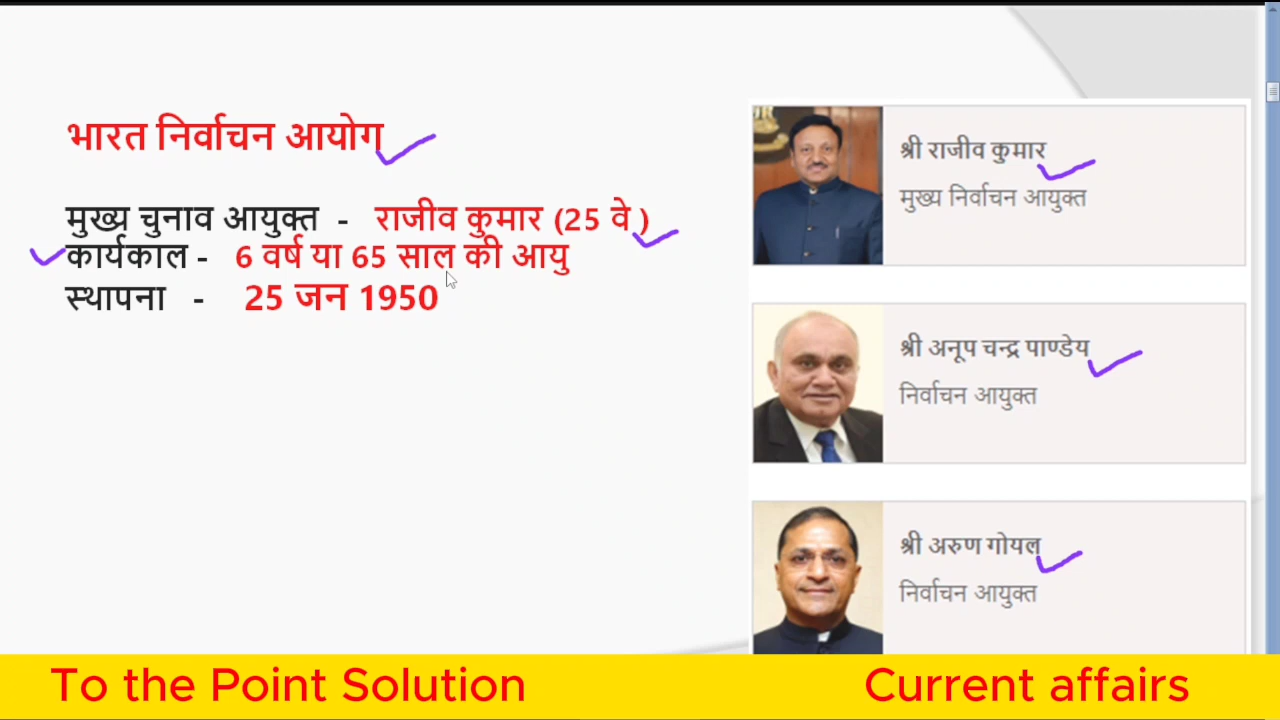 भारत निर्वाचन आयोग
मुख्य चुनाव आयुक्त - राजीव कुमार (25 वे )
कार्यकाल - 6 वर्ष या 65 साल की आयु
स्थापना - 25 जन 1950
श्री राजीव कुमार
मुख्य निर्वाचन आयुक्त
श्री अनूप चन्द्र पाण्डेय
निर्वाचन आयुक्त
श्री अरुण गोयल
निर्वाचन आयुक्त
To the Point Solution
Current affairs